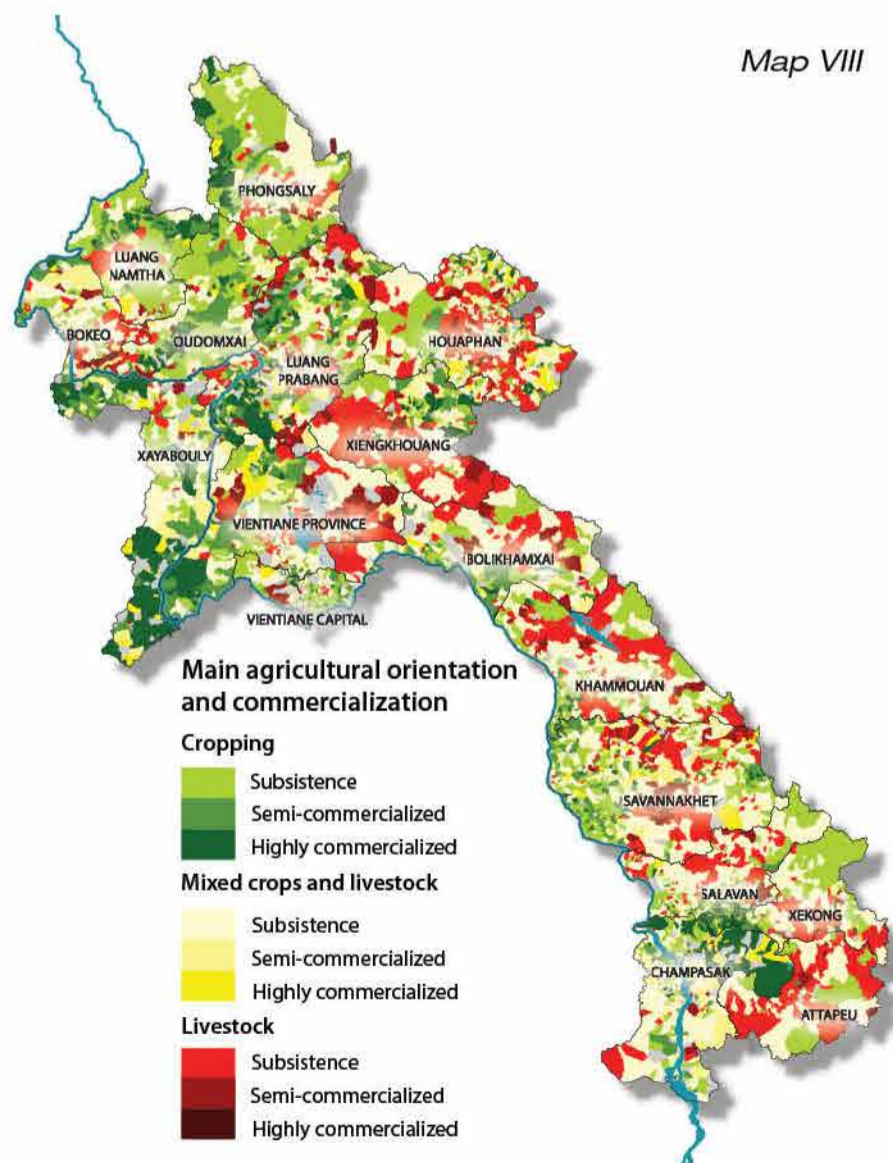 Map VIII
PHONGSALY
LUANG
NAMTHA
BOKEO
OUDOMXAI
HOUAPHAN
LUANG
PRABANG
XIENGKHOUANG
XAYABOULY
VIENTIANE PROVINCE
BOLIKHAMXAI
VIENTIANE CAPITAL
KHAMMOUAN
SAVANNAKHET
SALAVAN
XEKONG
CHAMPASAK
ATTAPEU
Main agricultural orientation
and commercialization
Cropping
Subsistence
Semi-commercialized
Highly commercialized
Mixed crops and livestock
Subsistence
Semi-commercialized
Highly commercialized
Livestock
Subsistence
Semi-commercialized
Highly commercialized